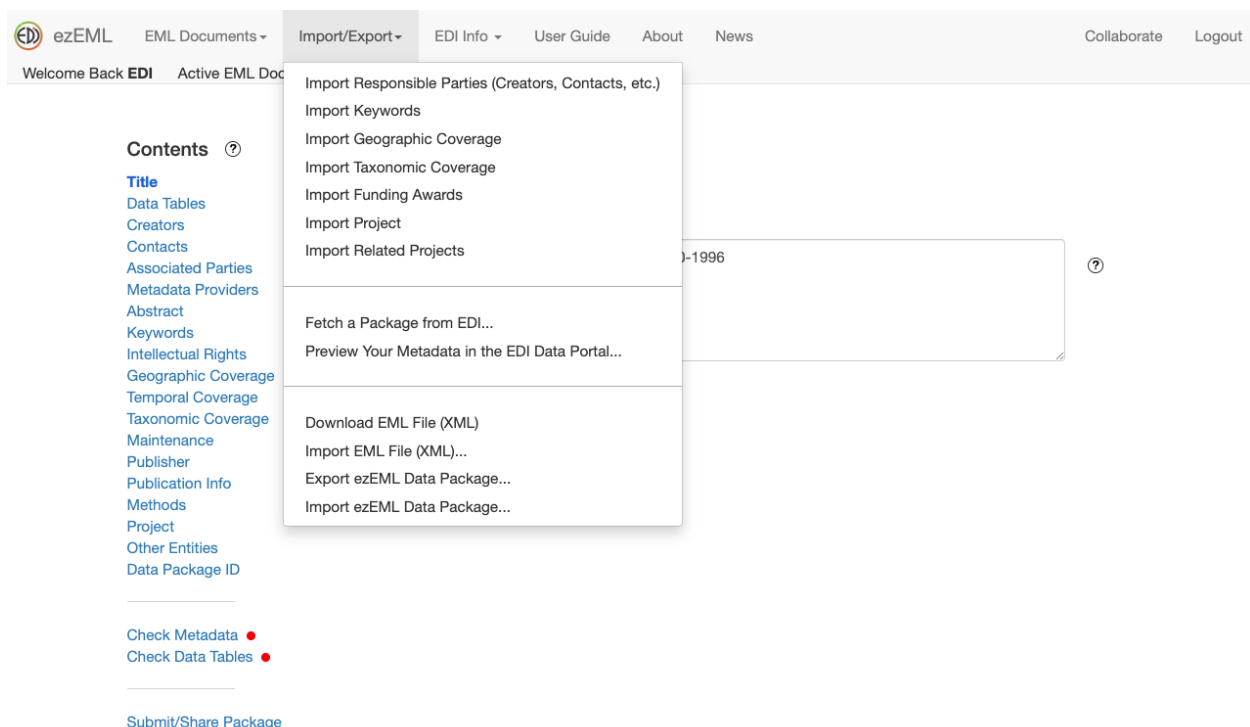 EDI ezEML EML Documents Import/Export EDI Info User Guide About News Collaborate Logout
Welcome Back EDI Active EML Doc
Import Responsible Parties (Creators, Contacts, etc.)
Import Keywords
Import Geographic Coverage
Import Taxonomic Coverage
Import Funding Awards
Import Project
Import Related Projects
Fetch a Package from EDI...
Preview Your Metadata in the EDI Data Portal...
Download EML File (XML)
Import EML File (XML)...
Export ezEML Data Package...
Import ezEML Data Package...
Contents ?
Title
Data Tables
Creators
Contacts
Associated Parties
Metadata Providers
Abstract
Keywords
Intellectual Rights
Geographic Coverage
Temporal Coverage
Taxonomic Coverage
Maintenance
Publisher
Publication Info
Methods
Project
Other Entities
Data Package ID
Check Metadata
Check Data Tables
Submit/Share Package
-1996
?